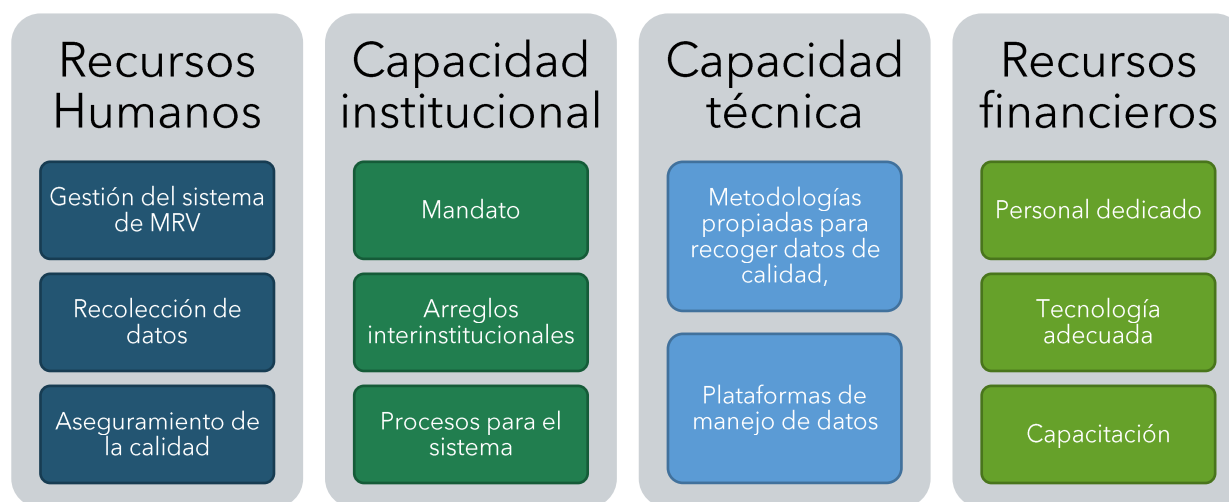 Recursos
Humanos
Gestión del sistema
de MRV
Recolección de
datos
Aseguramiento de
la calidad
Capacidad
institucional
Mandato
Arreglos
interinstitucionales
Procesos para el
sistema
Capacidad
técnica
Metodologías
propiadas para
recoger datos de
calidad,
Plataformas de
manejo de datos
Recursos
financieros
Personal dedicado
Tecnología
adecuada
Capacitación